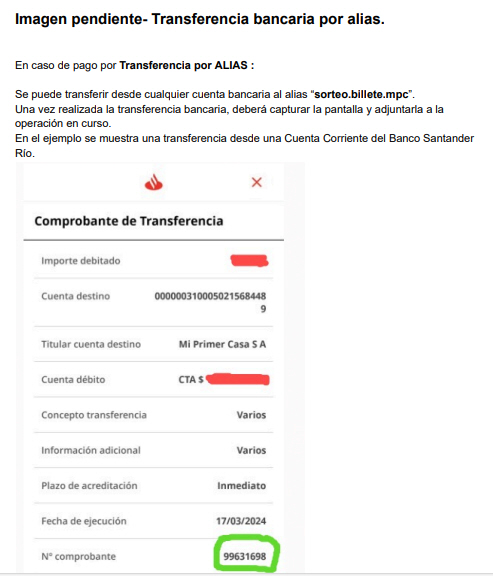 Imagen pendiente- Transferencia bancaria por alias.
En caso de pago por Transferencia por ALIAS :
Se puede transferir desde cualquier cuenta bancaria al alias “sorteo.billete.mpc”.
Una vez realizada la transferencia bancaria, deberá capturar la pantalla y adjuntarla a la
operación en curso.
En el ejemplo se muestra una transferencia desde una Cuenta Corriente del Banco Santander
Río.
Comprobante de Transferencia
Importe debitado
Cuenta destino 000000310005021568448
9
Titular cuenta destino Mi Primer Casa S A
Cuenta débito CTA $
Concepto transferencia Varios
Información adicional Varios
Plazo de acreditación Inmediato
Fecha de ejecución 17/03/2024
N° comprobante 99631698